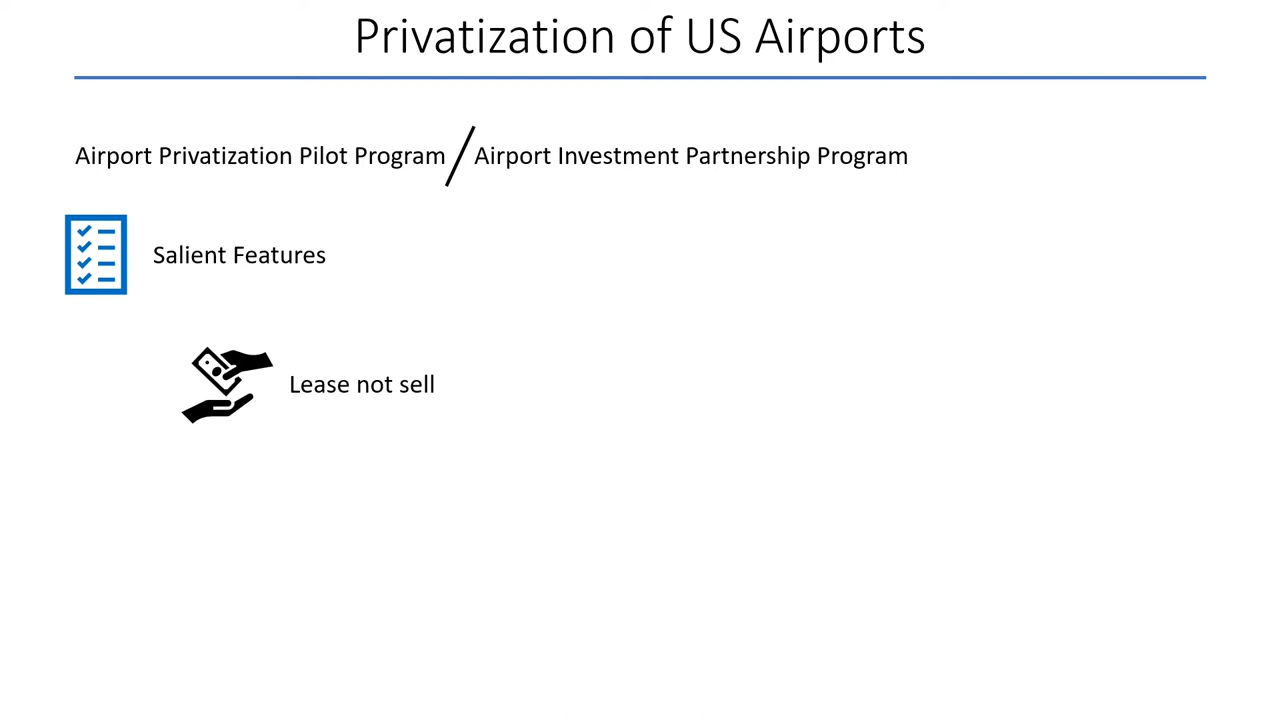 Privatization of US Airports
Airport Privatization Pilot Program / Airport Investment Partnership Program
Salient Features
Lease not sell